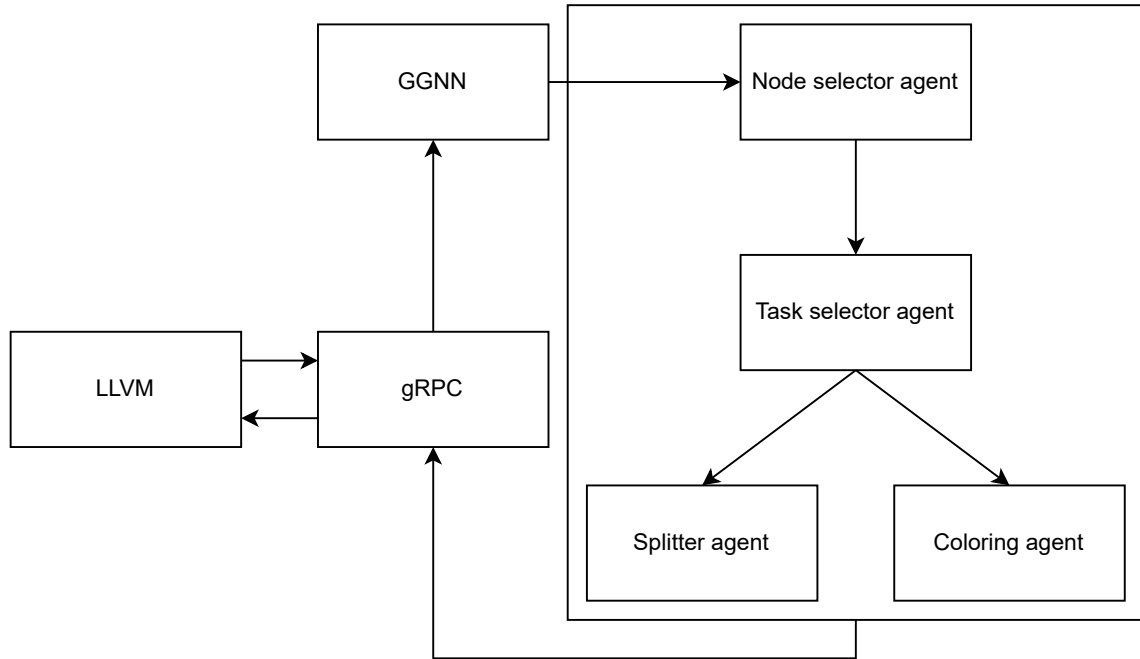 GGNN
Node selector agent
Task selector agent
LLVM
gRPC
Splitter agent
Coloring agent